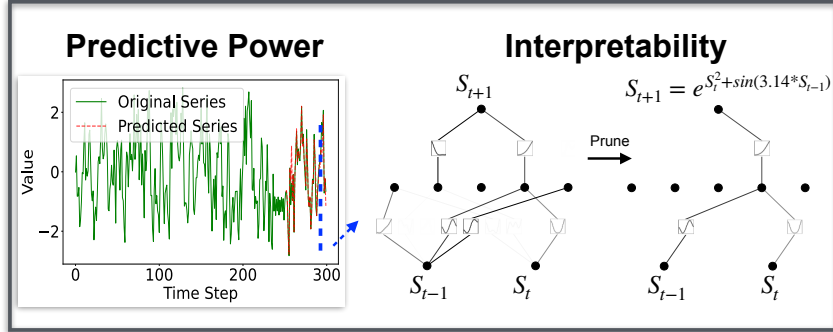 Predictive Power
Original Series
Predicted Series
Value
2
0
−2
0
100
200
300
Time Step
Interpretability
S_{t+1}
S_{t+1} = e^{S_t^2+sin(3.14*S_{t-1})}
Prune
S_{t−1}
S_t
S_{t−1}
S_t